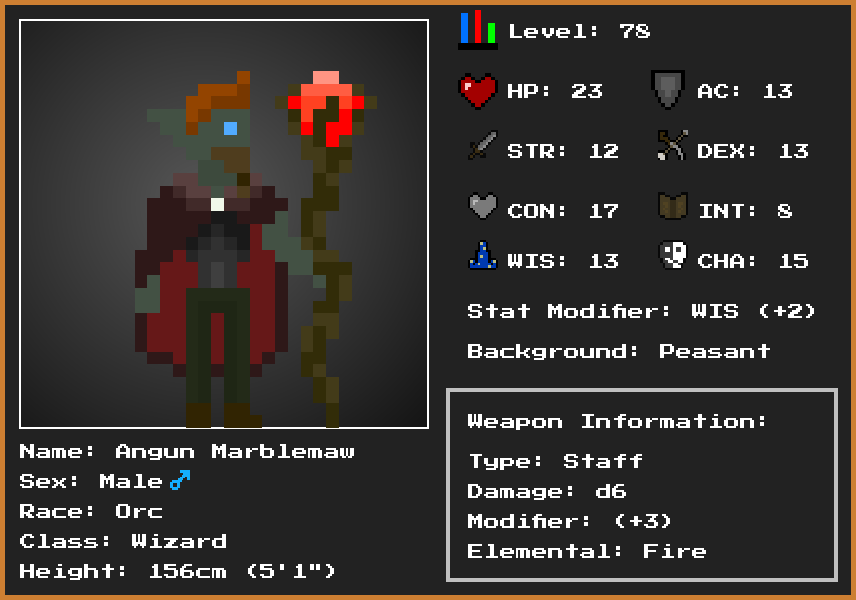 Level: 78
HP: 23 AC: 13
STR: 12 DEX: 13
CON: 17 INT: 8
WIS: 13 CHA: 15
Stat Modifier: WIS (+2)
Background: Peasant
Weapon Information:
Type: Staff
Damage: d6
Modifier: (+3)
Elemental: Fire
Name: Angun Marblemaw
Sex: Male ♂
Race: Orc
Class: Wizard
Height: 156cm (5'1")